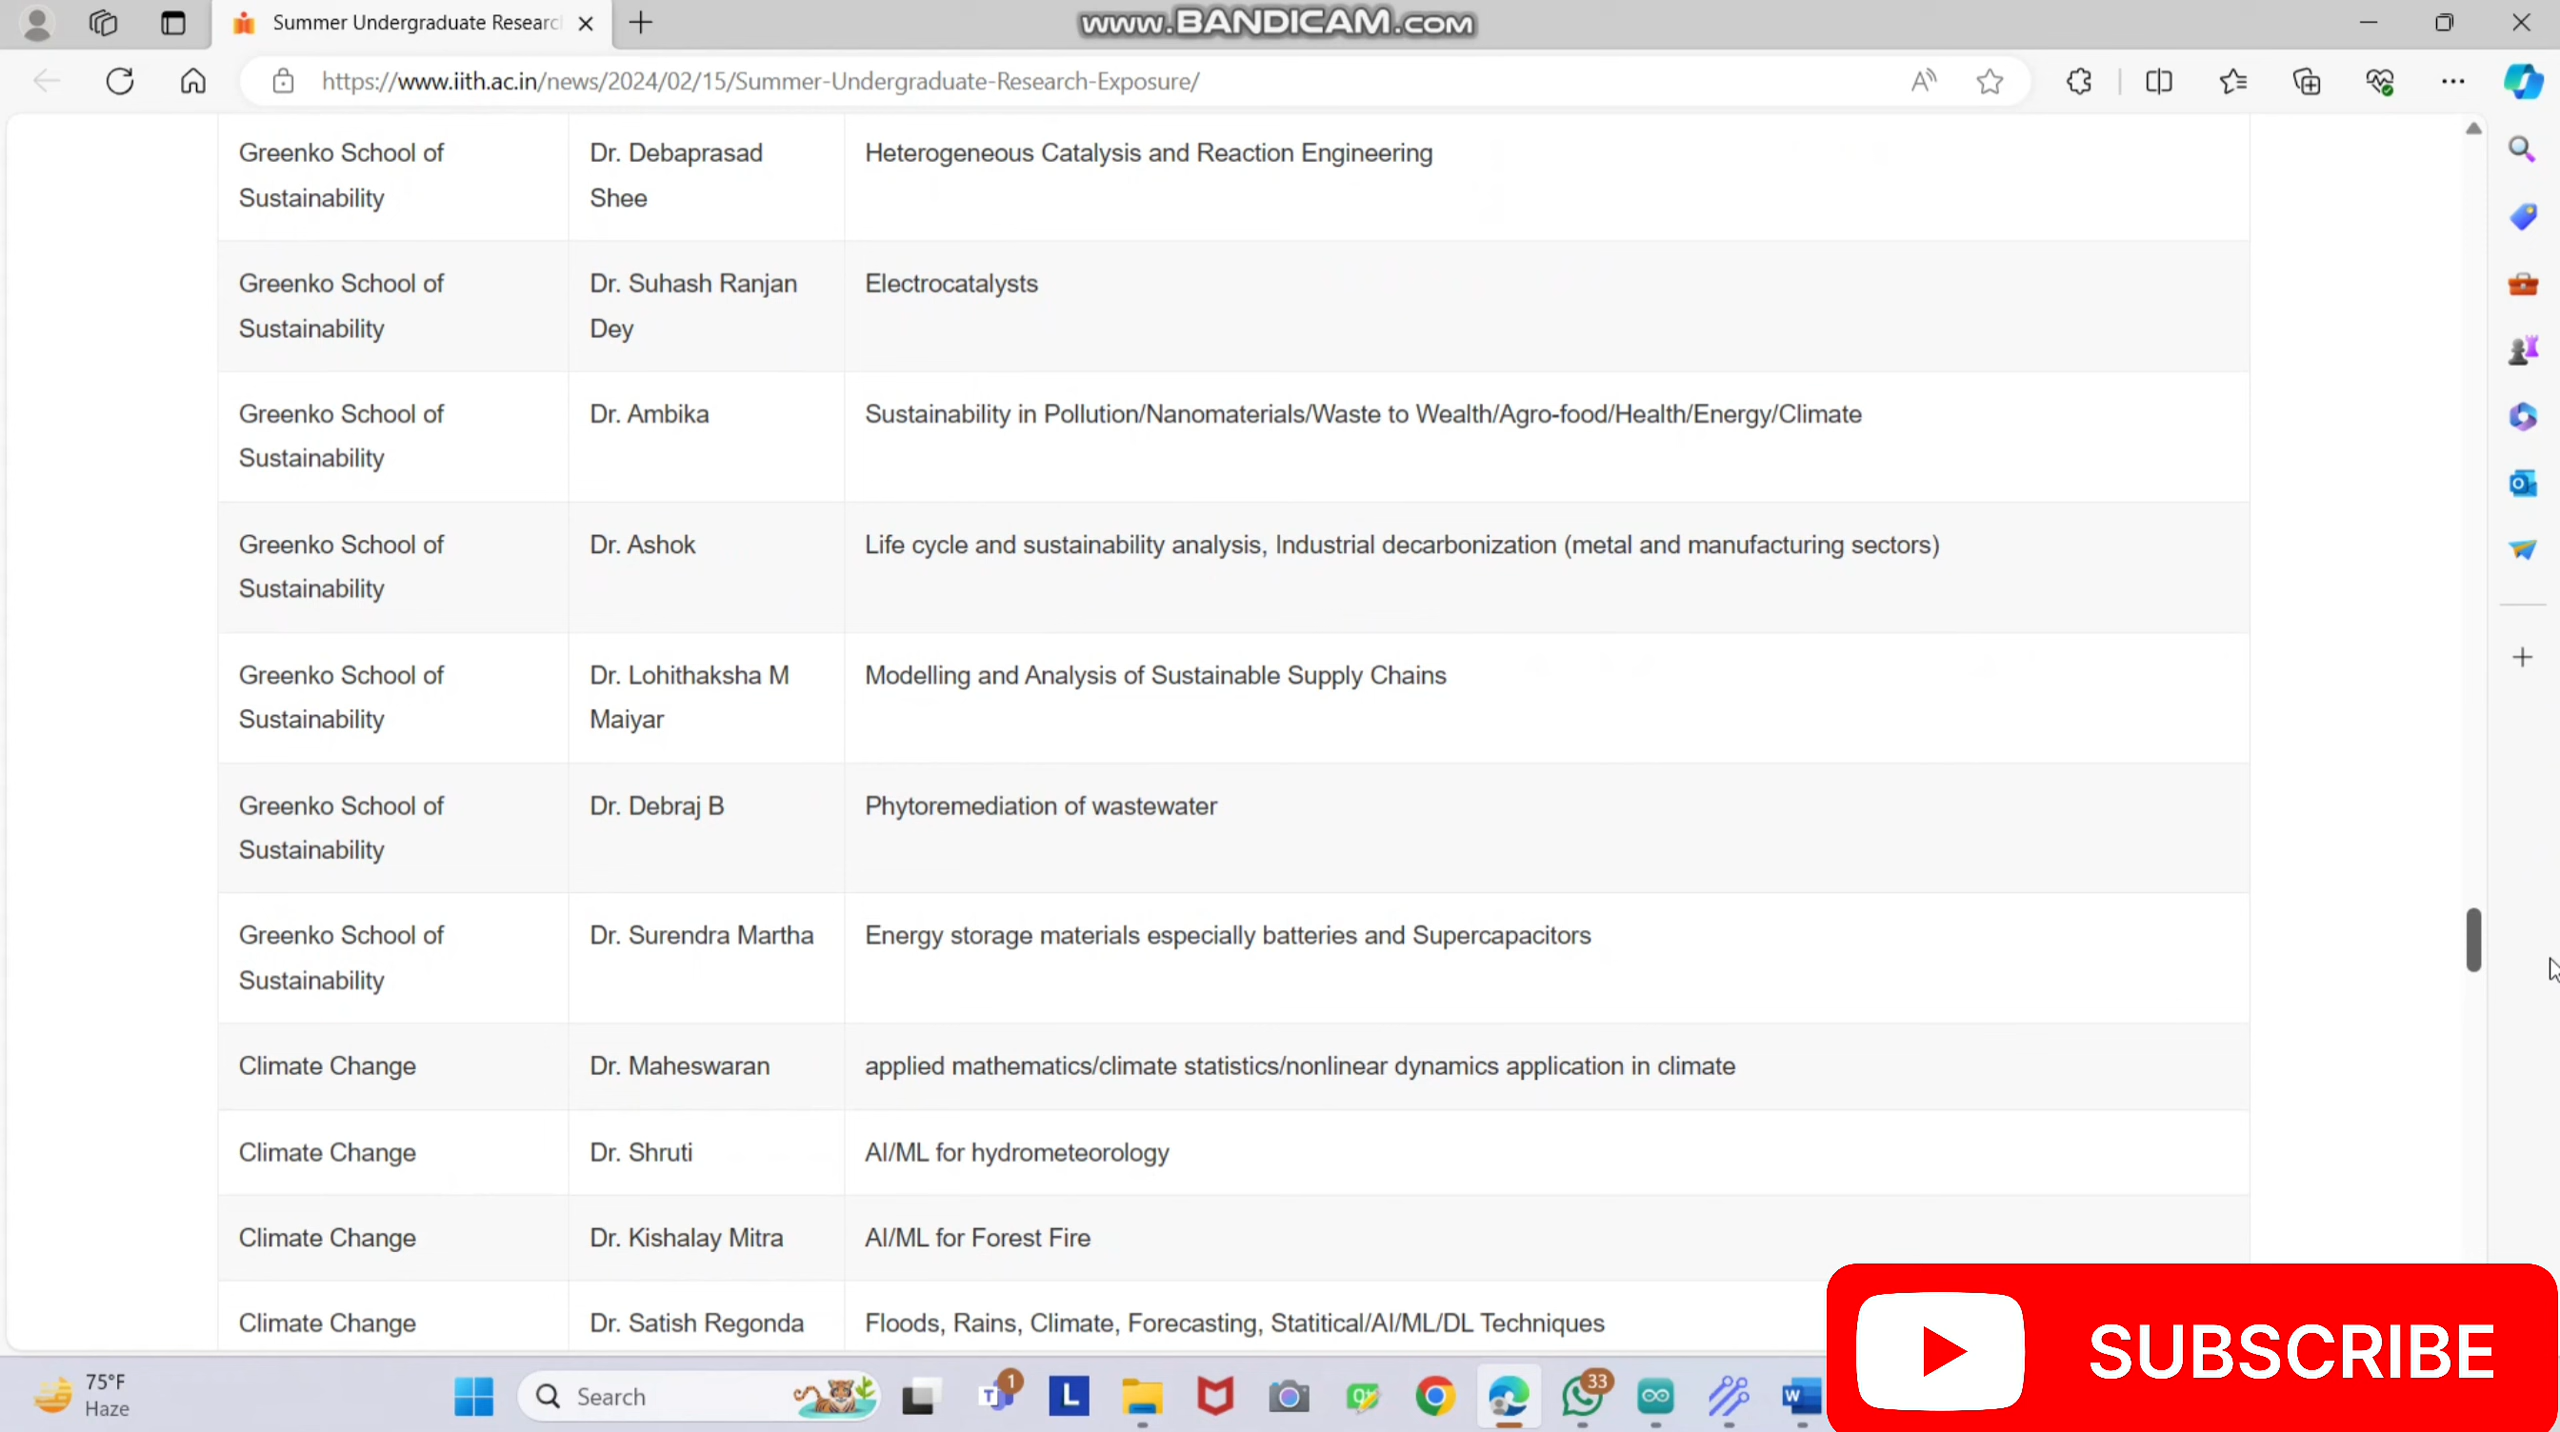 Summer Undergraduate Researc
www.BANDICAM.com
https://www.iith.ac.in/news/2024/02/15/Summer-Undergraduate-Research-Exposure/
Greenko School of Sustainability
Dr. Debaprasad Shee
Heterogeneous Catalysis and Reaction Engineering
Greenko School of Sustainability
Dr. Suhash Ranjan Dey
Electrocatalysts
Greenko School of Sustainability
Dr. Ambika
Sustainability in Pollution/Nanomaterials/Waste to Wealth/Agro-food/Health/Energy/Climate
Greenko School of Sustainability
Dr. Ashok
Life cycle and sustainability analysis, Industrial decarbonization (metal and manufacturing sectors)
Greenko School of Sustainability
Dr. Lohithaksha M Maiyar
Modelling and Analysis of Sustainable Supply Chains
Greenko School of Sustainability
Dr. Debraj B
Phytoremediation of wastewater
Greenko School of Sustainability
Dr. Surendra Martha
Energy storage materials especially batteries and Supercapacitors
Climate Change
Dr. Maheswaran
applied mathematics/climate statistics/nonlinear dynamics application in climate
Climate Change
Dr. Shruti
AI/ML for hydrometeorology
Climate Change
Dr. Kishalay Mitra
AI/ML for Forest Fire
Climate Change
Dr. Satish Regonda
Floods, Rains, Climate, Forecasting, Statitical/AI/ML/DL Techniques
SUBSCRIBE
75°F
Haze
Search
1
33